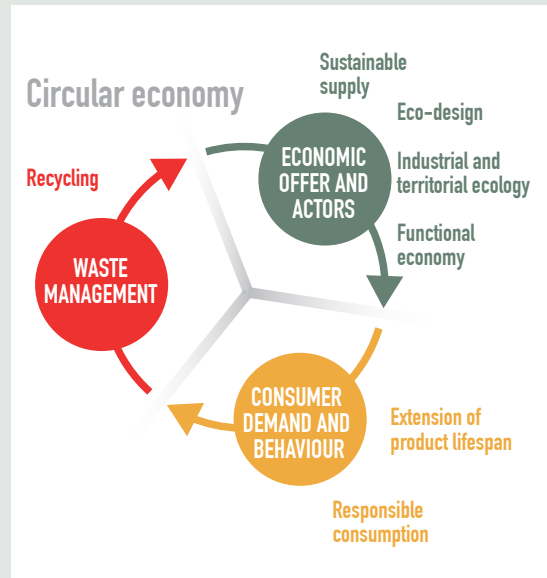 Circular economy
Sustainable
supply
Eco-design
ECONOMIC
OFFER AND
ACTORS
Industrial and
territorial ecology
Functional
economy
Recycling
WASTE
MANAGEMENT
CONSUMER
DEMAND AND
BEHAVIOUR
Extension of
product lifespan
Responsible
consumption